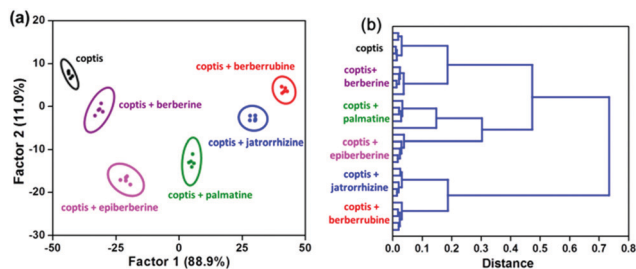 (a)
20
10
0
-10
-20
-30
-50
-25
0
25
50
Factor 2 (11.0%)
Factor 1 (88.9%)
coptis
coptis + berberrubine
coptis + berberine
coptis + jatrorrhizine
coptis + palmatine
coptis + epiberberine
(b)
coptis
coptis+
berberine
coptis +
palmatine
coptis +
epiberberine
coptis +
jatrorrhizine
coptis +
berberrubine
0.0 0.1 0.2 0.3 0.4 0.5 0.6 0.7 0.8
Distance